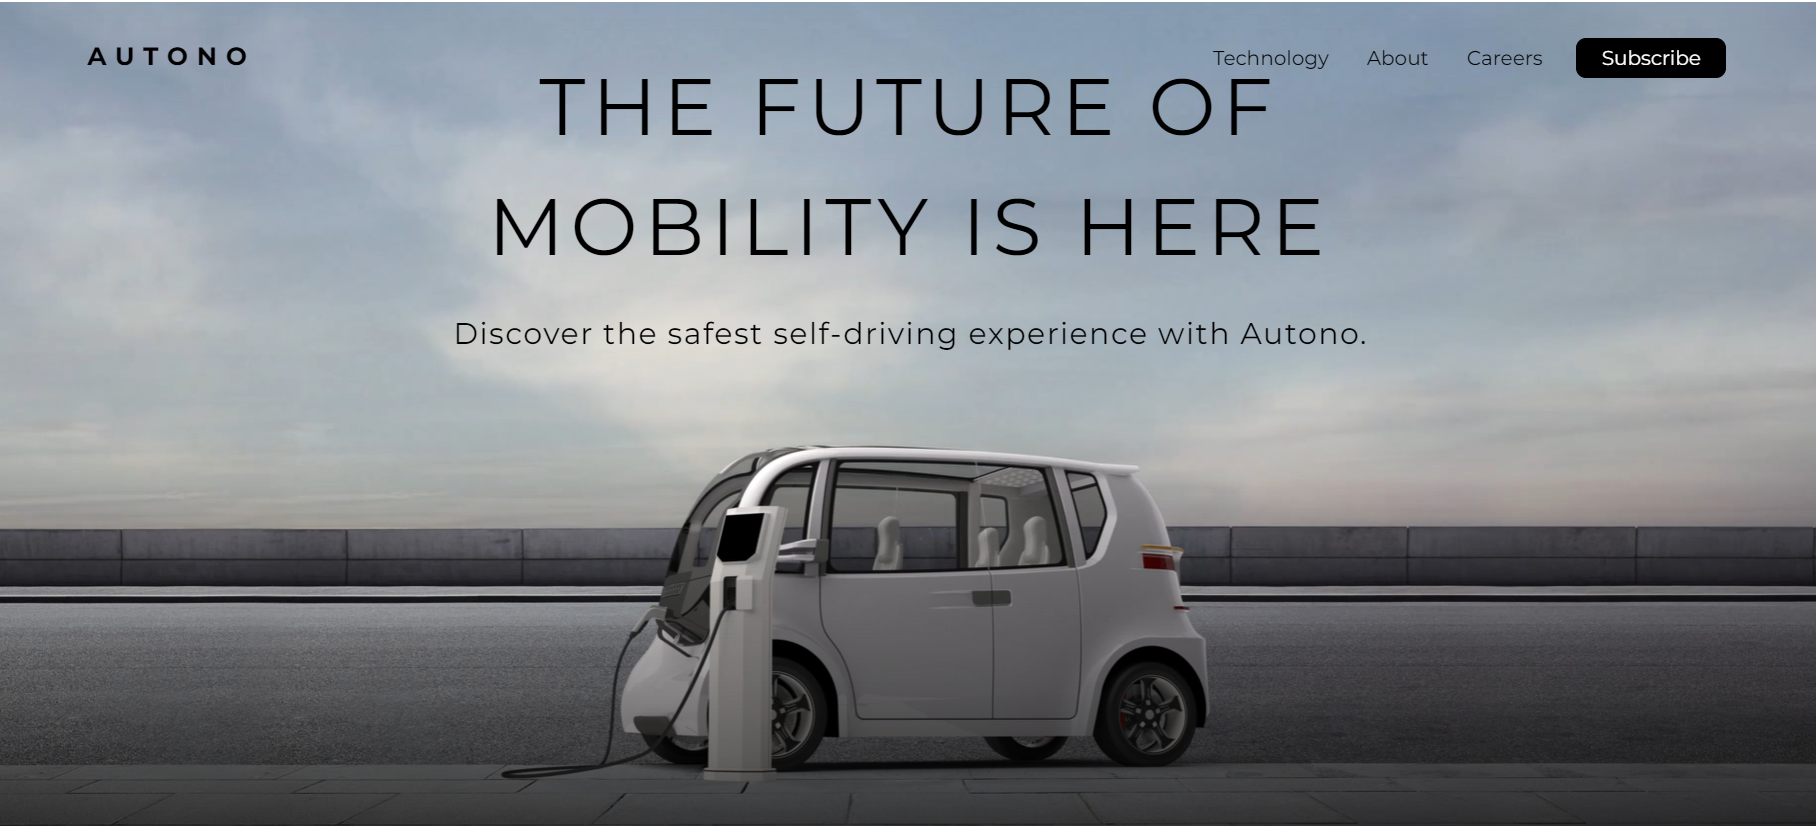 AUTONO
Technology
About
Careers
Subscribe
THE FUTURE OF
MOBILITY IS HERE
Discover the safest self-driving experience with Autono.